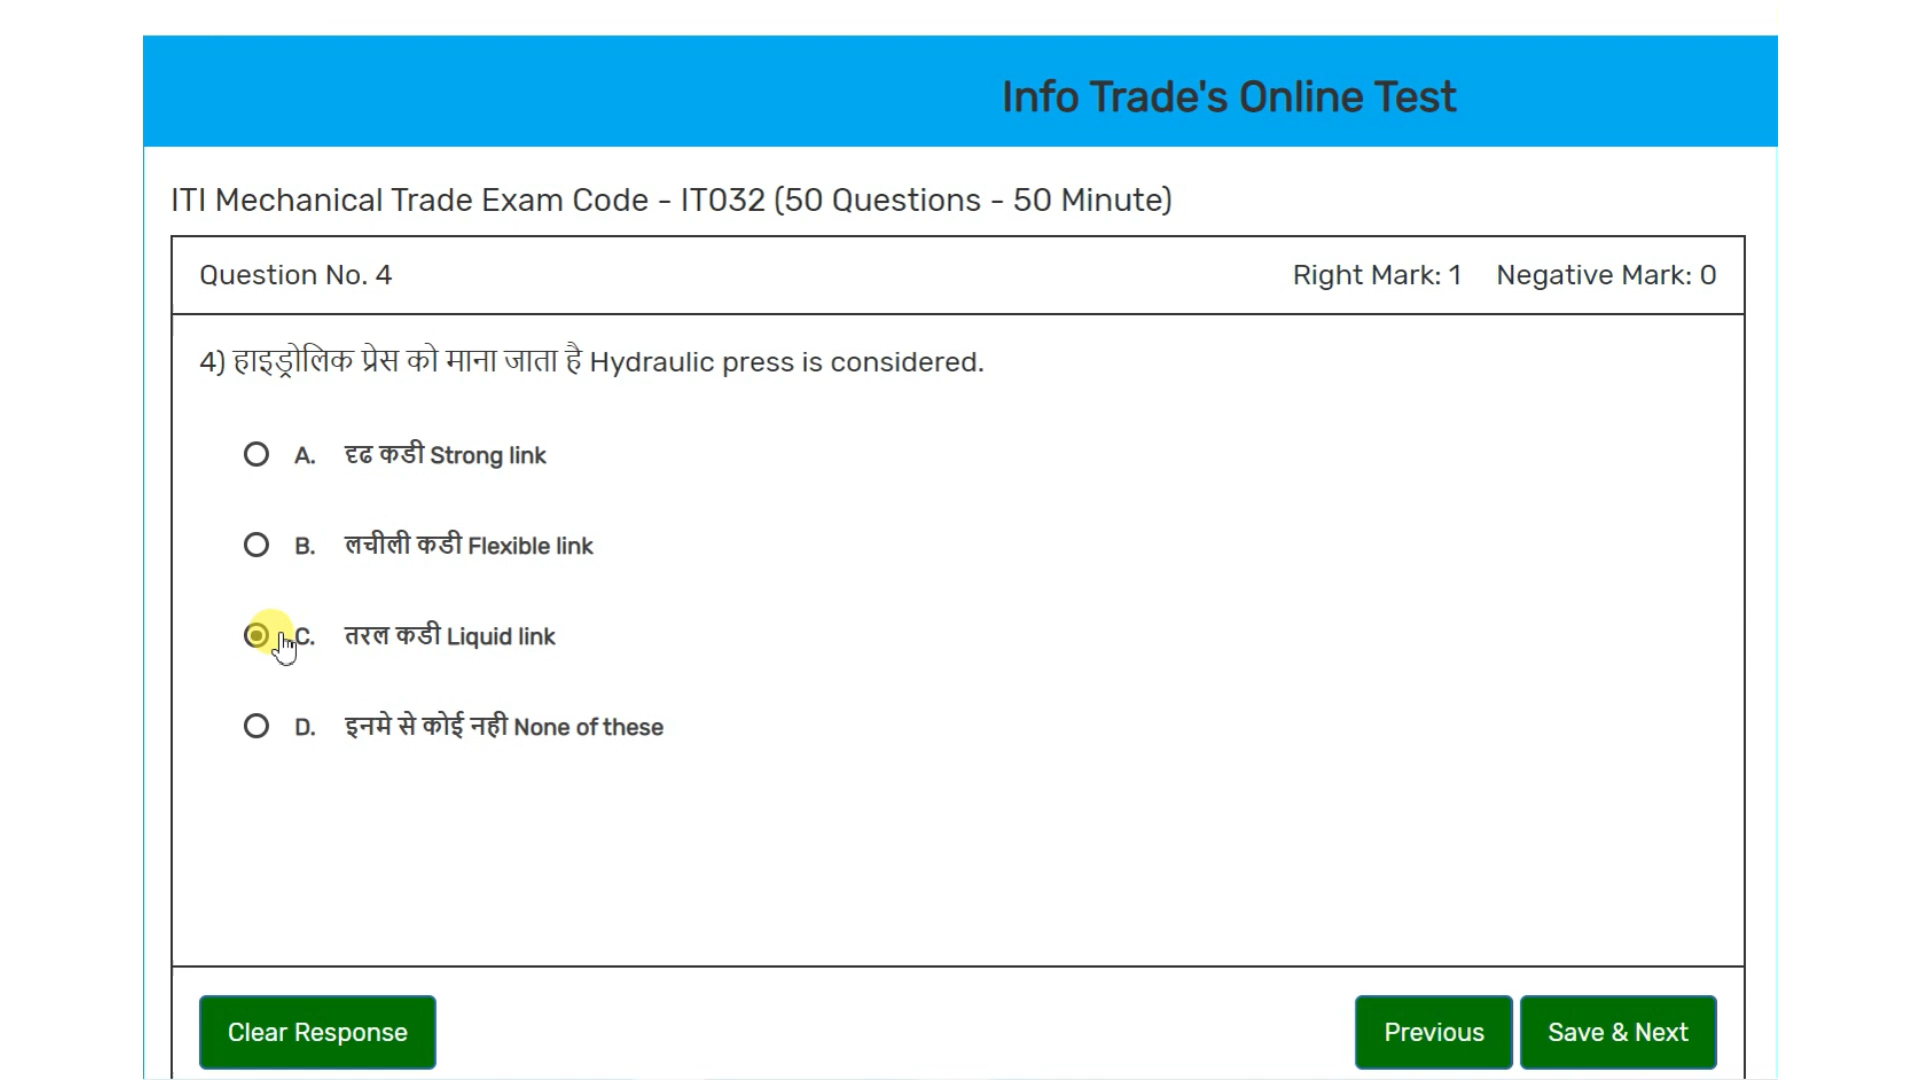 Info Trade's Online Test
ITI Mechanical Trade Exam Code - IT032 (50 Questions - 50 Minute)
Question No. 4 Right Mark: 1 Negative Mark: 0
4) हाइड्रोलिक प्रेस को माना जाता है Hydraulic press is considered.
A. दृढ कडी Strong link
B. लचीली कडी Flexible link
C. तरल कडी Liquid link
D. इनमे से कोई नही None of these
Clear Response Previous Save & Next